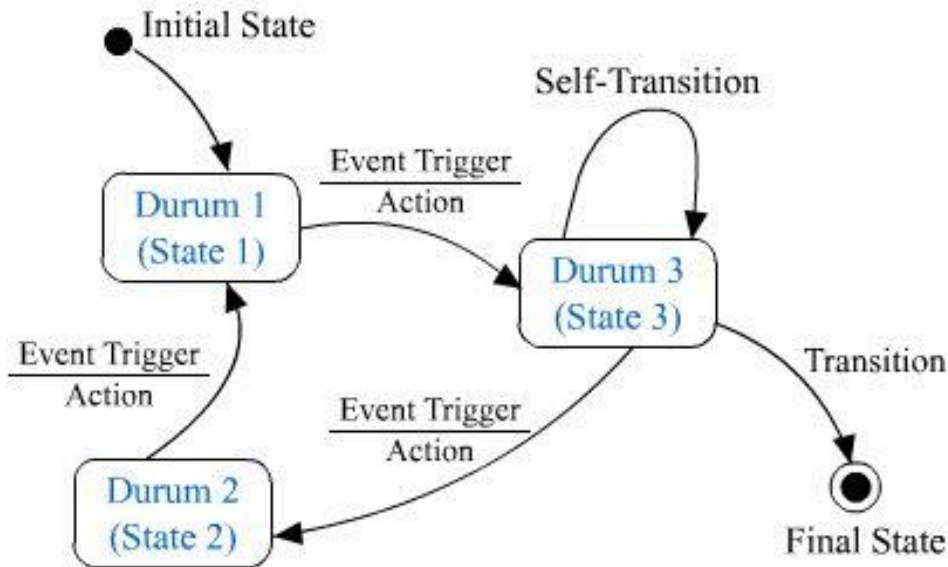 Initial State
Self-Transition
Event Trigger
Action
Durum 1
(State 1)
Durum 3
(State 3)
Event Trigger
Action
Transition
Event Trigger
Action
Durum 2
(State 2)
Final State